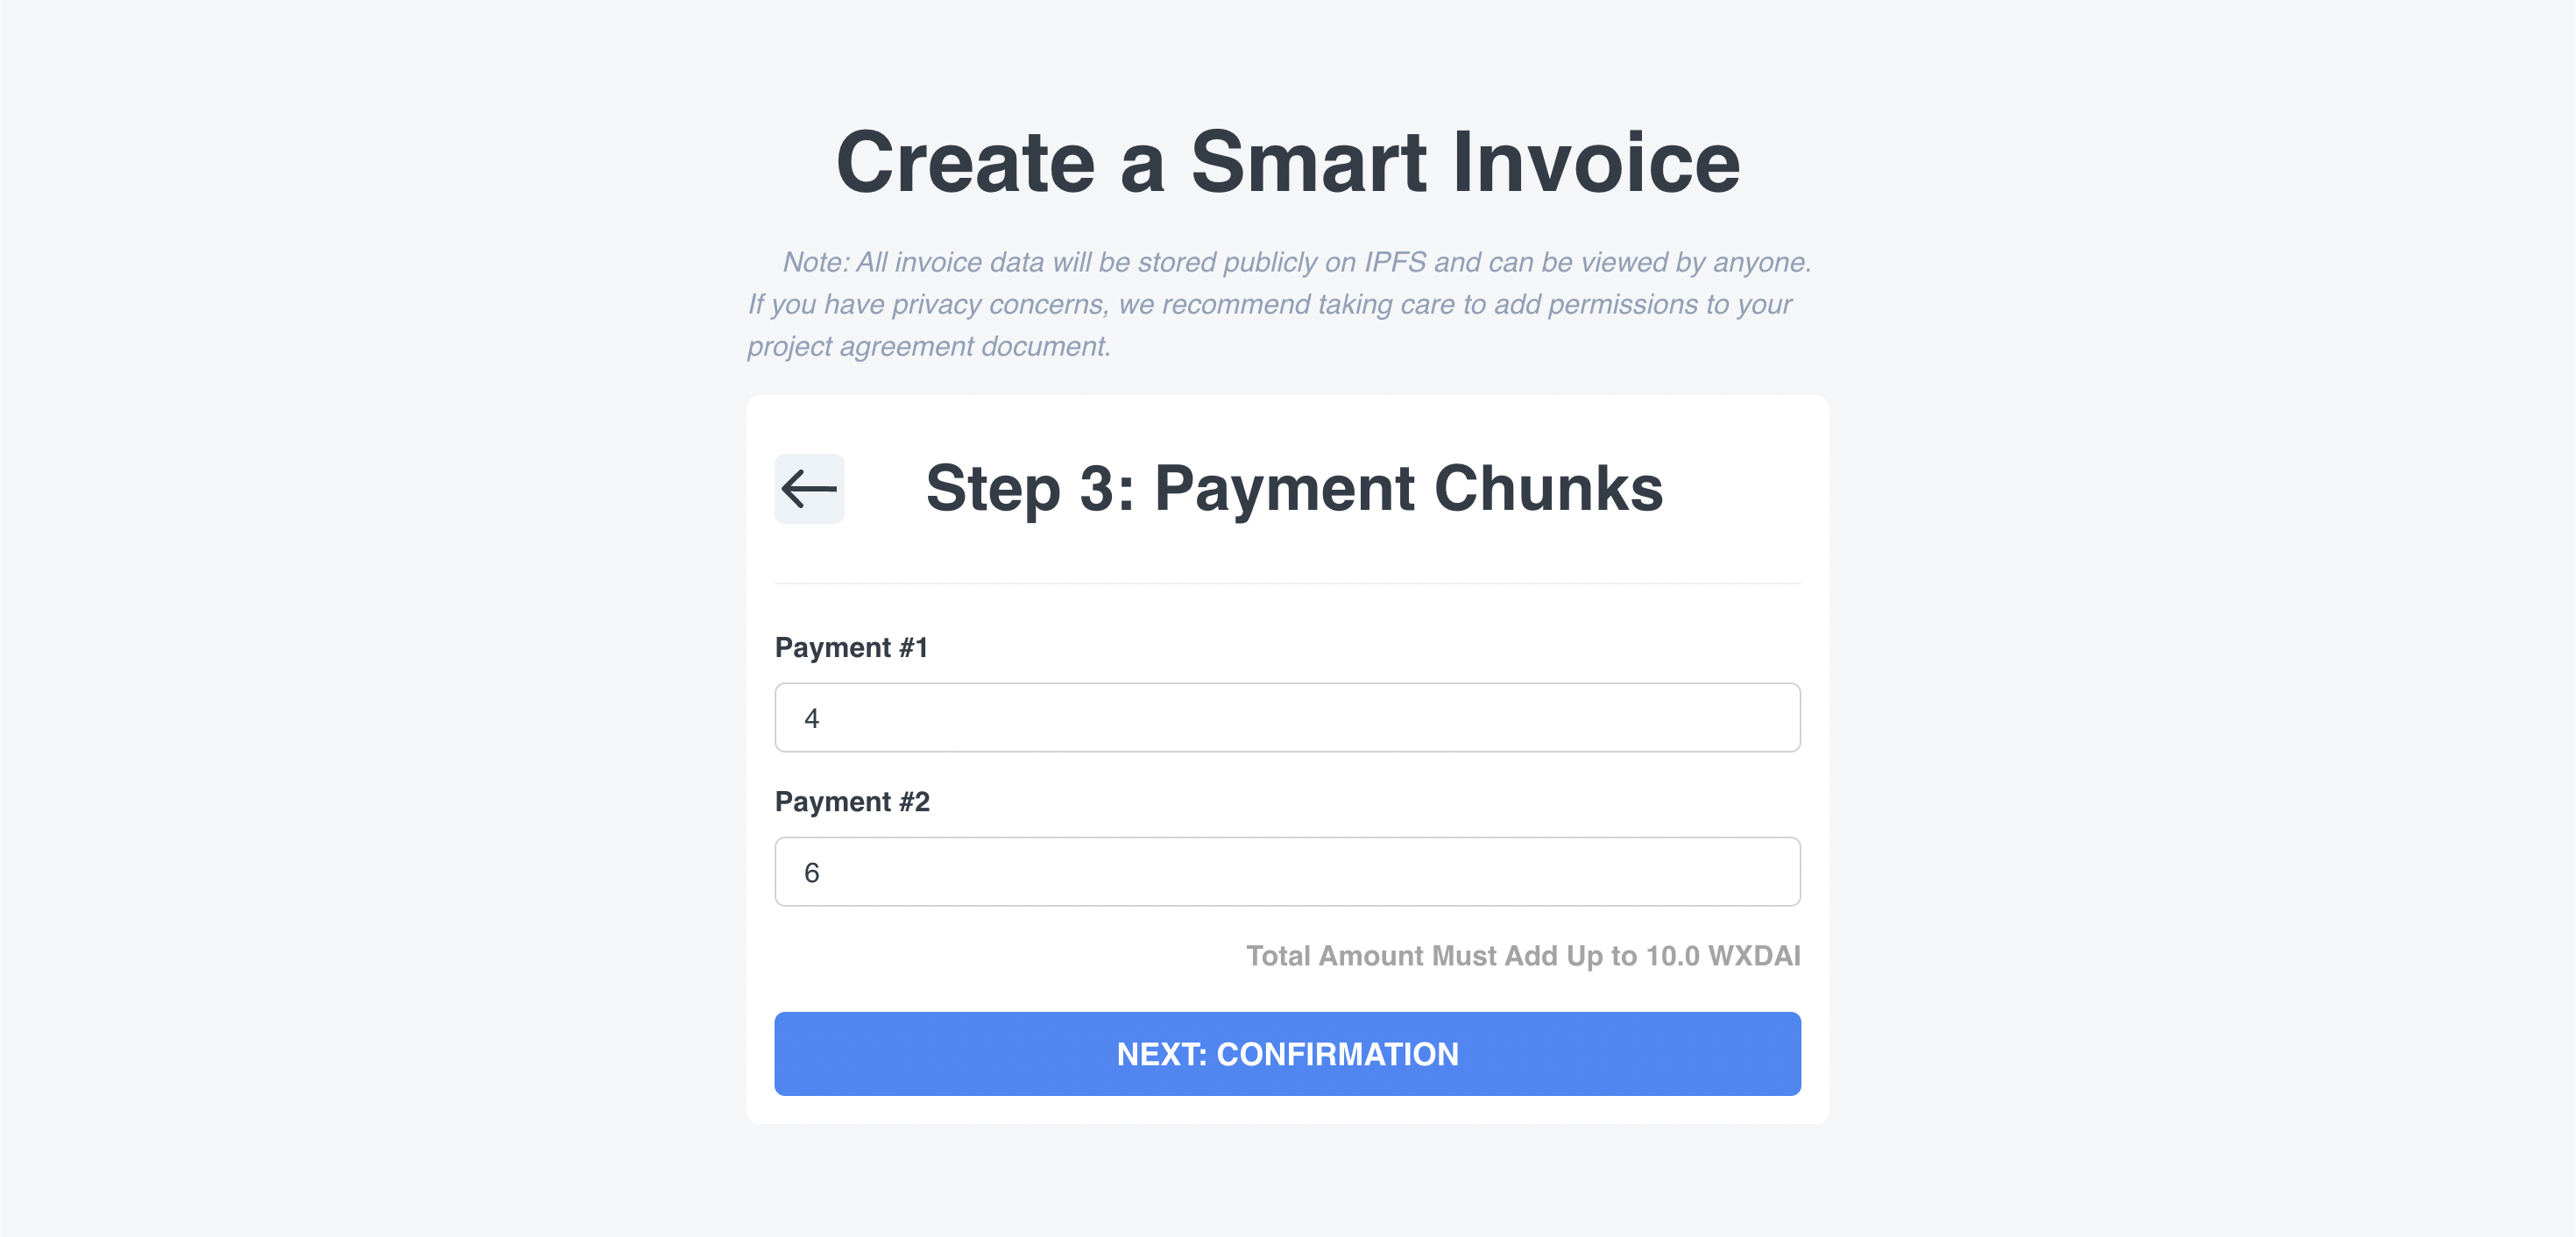 Create a Smart Invoice
Note: All invoice data will be stored publicly on IPFS and can be viewed by anyone.
If you have privacy concerns, we recommend taking care to add permissions to your
project agreement document.
Step 3: Payment Chunks
Payment #1
4
Payment #2
6
Total Amount Must Add Up to 10.0 WXDAI
NEXT: CONFIRMATION